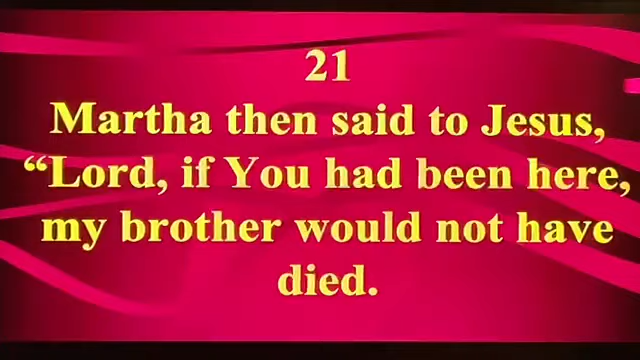 21
Martha then said to Jesus,
“Lord, if You had been here,
my brother would not have
died.